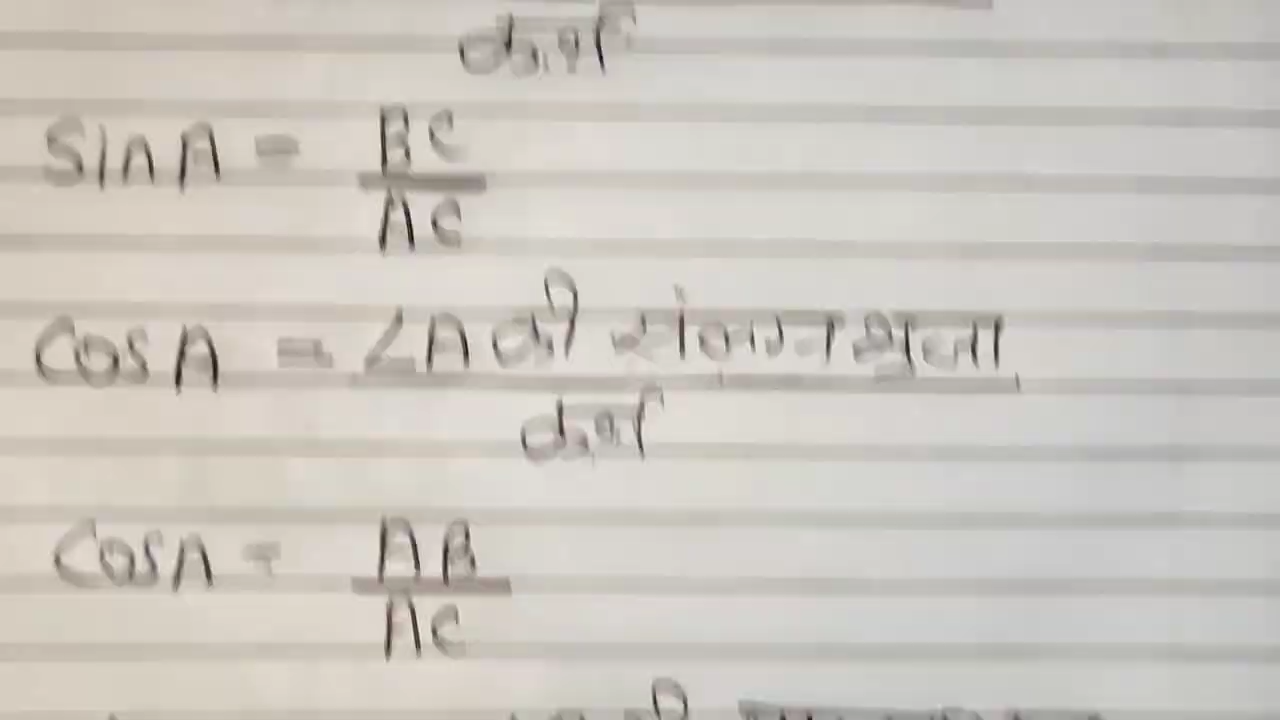 कर्ण
sin A = BC / AC
cos A = ∠A की संलग्न भुजा / कर्ण
cos A = AB / AC